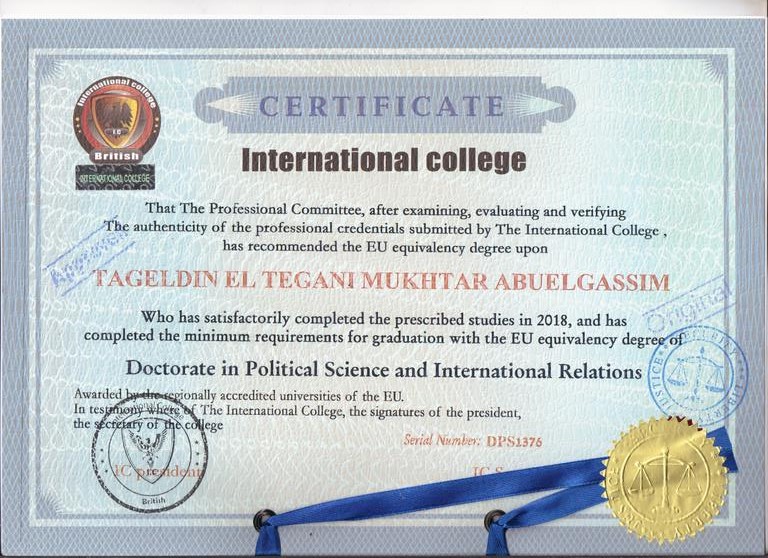 International college
I C
British
INTERNATIONAL COLLEGE
CERTIFICATE
International college
That The Professional Committee, after examining, evaluating and verifying
The authenticity of the professional credentials submitted by The International College ,
has recommended the EU equivalency degree upon
Approved
TAGELDIN EL TEGANI MUKHTAR ABUELGASSIM
Original
Who has satisfactorily completed the prescribed studies in 2018, and has
completed the minimum requirements for graduation with the EU equivalency degree of
Doctorate in Political Science and International Relations
JUSTICE LIBERTY
Awarded by the regionally accredited universities of the EU.
In testimony where of The International College, the signatures of the president,
the secretary of the college
Serial Number: DPS1376
IC president
IC S
British